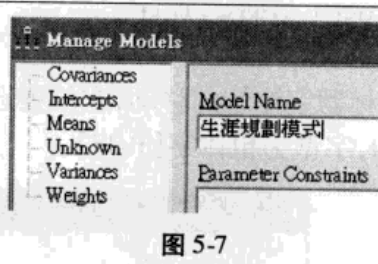 Manage Models
Covariances
Intercepts
Means
Unknown
Variances
Weights
Model Name
生涯規劃模式
Parameter Constraints
图 5-7